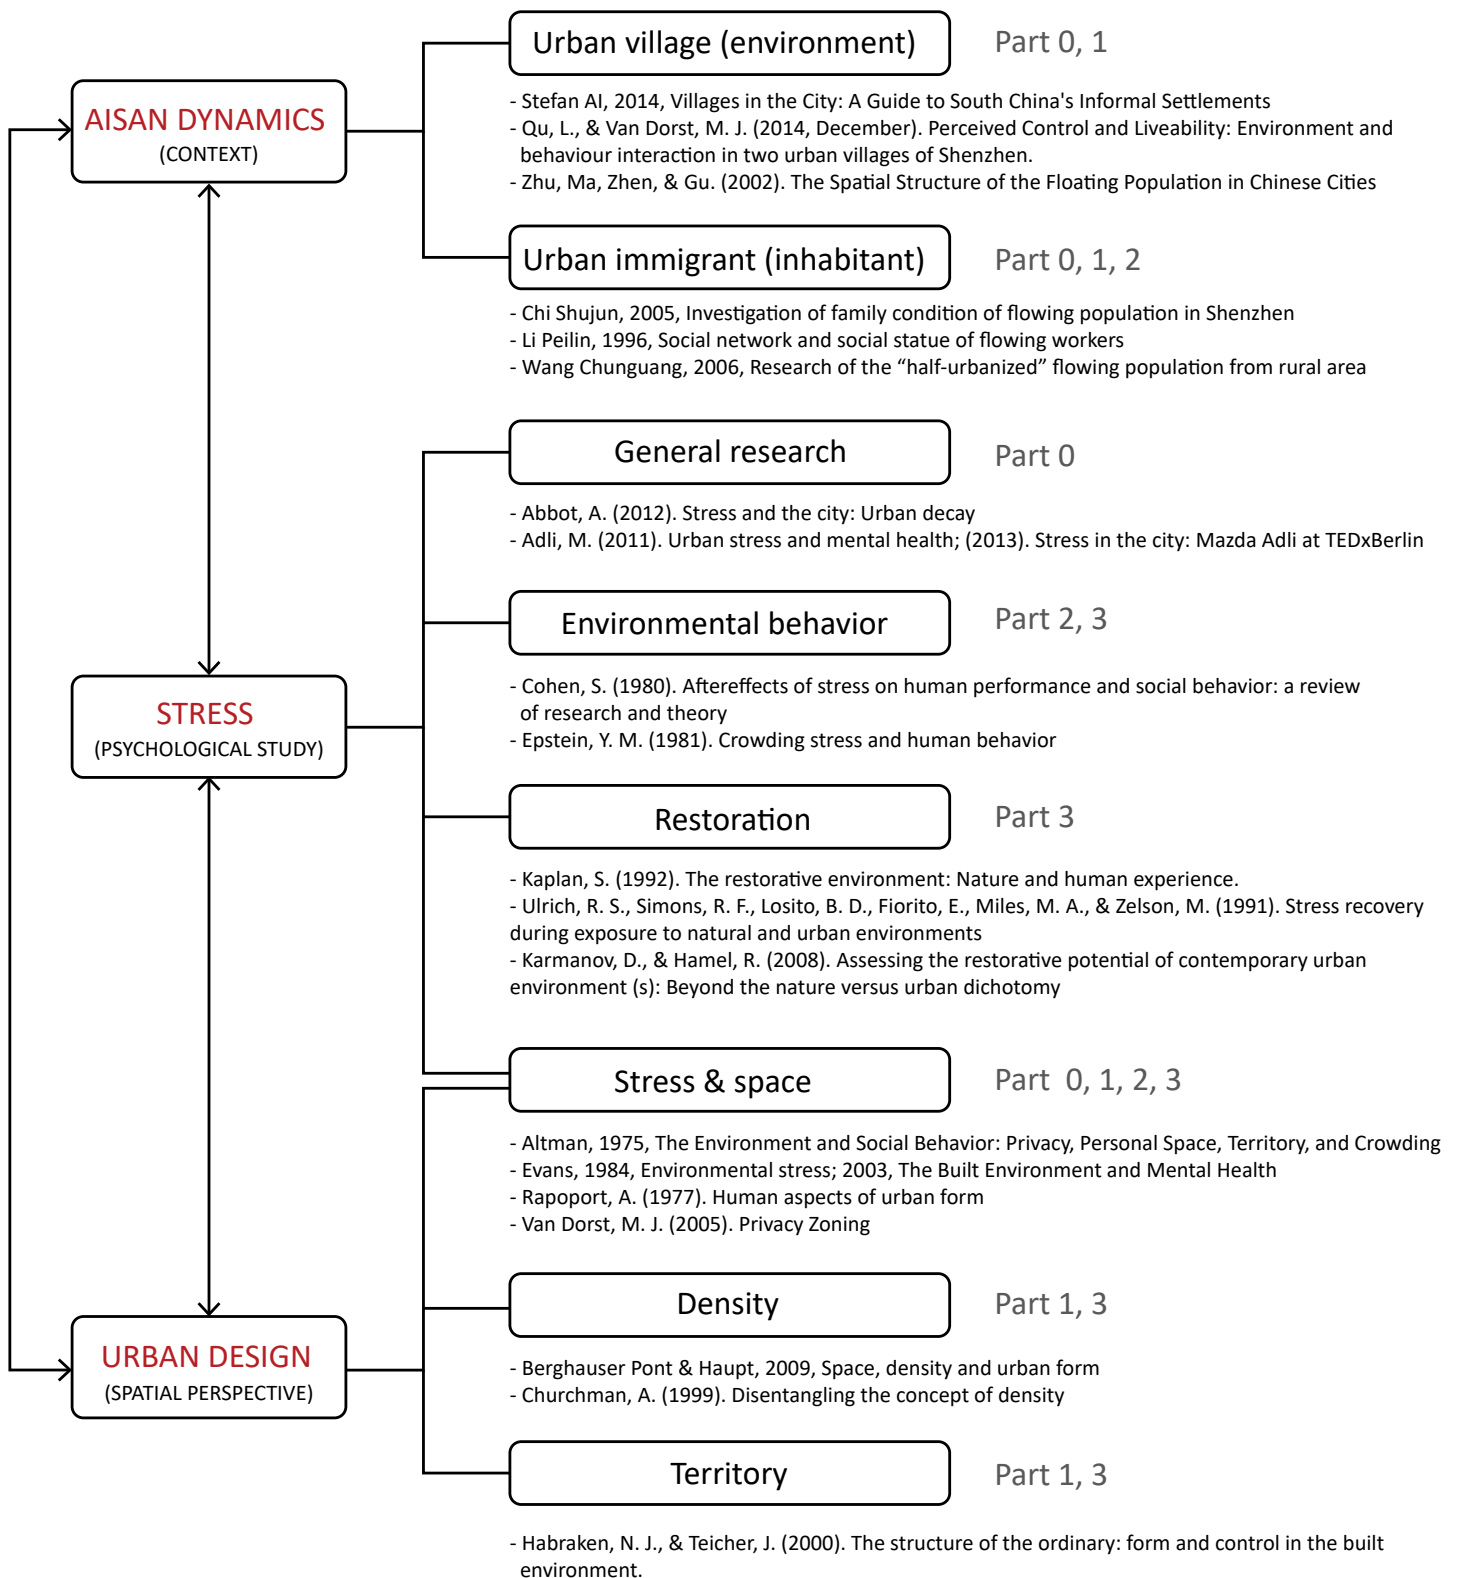 Urban village (environment)
Part 0, 1
AISAN DYNAMICS
(CONTEXT)
- Stefan AI, 2014, Villages in the City: A Guide to South China's Informal Settlements
- Qu, L., & Van Dorst, M. J. (2014, December). Perceived Control and Liveability: Environment and
behaviour interaction in two urban villages of Shenzhen.
- Zhu, Ma, Zhen, & Gu. (2002). The Spatial Structure of the Floating Population in Chinese Cities
Urban immigrant (inhabitant)
Part 0, 1, 2
- Chi Shujun, 2005, Investigation of family condition of flowing population in Shenzhen
- Li Peilin, 1996, Social network and social statue of flowing workers
- Wang Chunguang, 2006, Research of the “half-urbanized” flowing population from rural area
General research
Part 0
- Abbot, A. (2012). Stress and the city: Urban decay
- Adli, M. (2011). Urban stress and mental health; (2013). Stress in the city: Mazda Adli at TEDxBerlin
Environmental behavior
Part 2, 3
STRESS
(PSYCHOLOGICAL STUDY)
- Cohen, S. (1980). Aftereffects of stress on human performance and social behavior: a review
of research and theory
- Epstein, Y. M. (1981). Crowding stress and human behavior
Restoration
Part 3
- Kaplan, S. (1992). The restorative environment: Nature and human experience.
- Ulrich, R. S., Simons, R. F., Losito, B. D., Fiorito, E., Miles, M. A., & Zelson, M. (1991). Stress recovery
during exposure to natural and urban environments
- Karmanov, D., & Hamel, R. (2008). Assessing the restorative potential of contemporary urban
environment (s): Beyond the nature versus urban dichotomy
Stress & space
Part 0, 1, 2, 3
- Altman, 1975, The Environment and Social Behavior: Privacy, Personal Space, Territory, and Crowding
- Evans, 1984, Environmental stress; 2003, The Built Environment and Mental Health
- Rapoport, A. (1977). Human aspects of urban form
- Van Dorst, M. J. (2005). Privacy Zoning
Density
Part 1, 3
URBAN DESIGN
(SPATIAL PERSPECTIVE)
- Berghauser Pont & Haupt, 2009, Space, density and urban form
- Churchman, A. (1999). Disentangling the concept of density
Territory
Part 1, 3
- Habraken, N. J., & Teicher, J. (2000). The structure of the ordinary: form and control in the built
environment.